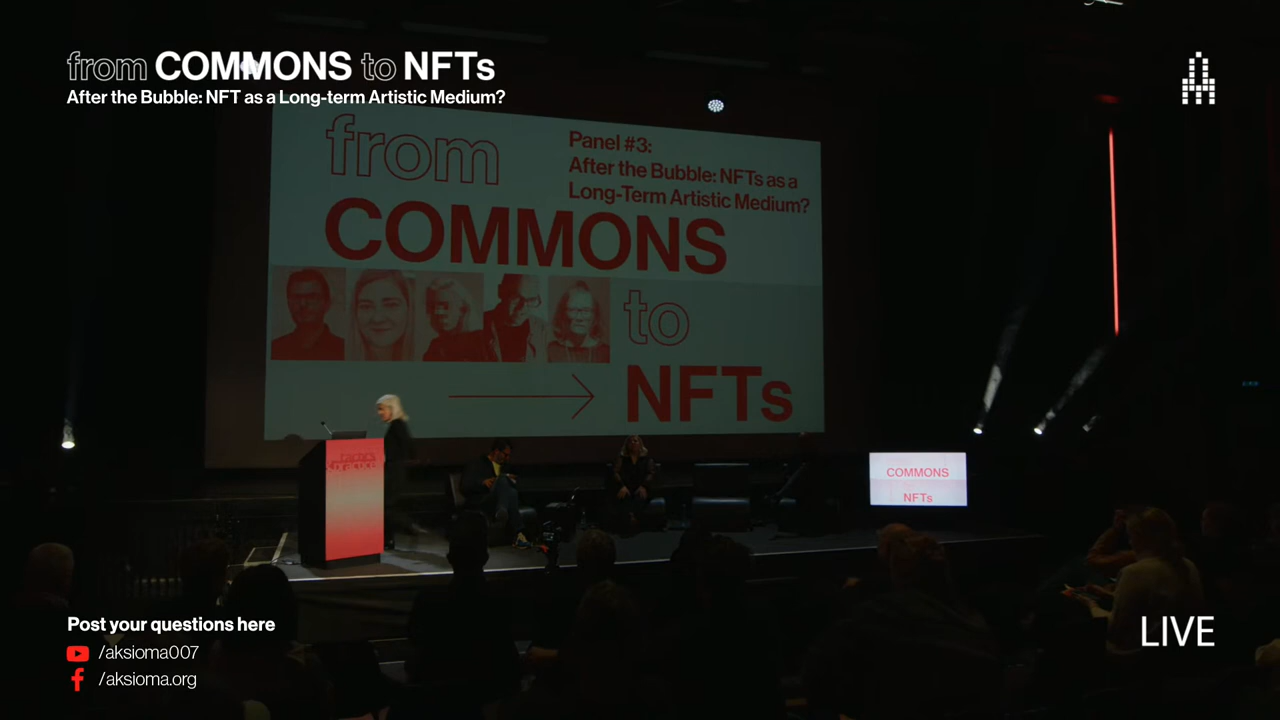 from COMMONS to NFTs
After the Bubble: NFT as a Long-term Artistic Medium?
from
Panel #3:
After the Bubble: NFTs as a
Long-Term Artistic Medium?
COMMONS
to
NFTs
tactics
&practice
COMMONS
NFTs
Post your questions here
/aksioma007
/aksioma.org
LIVE